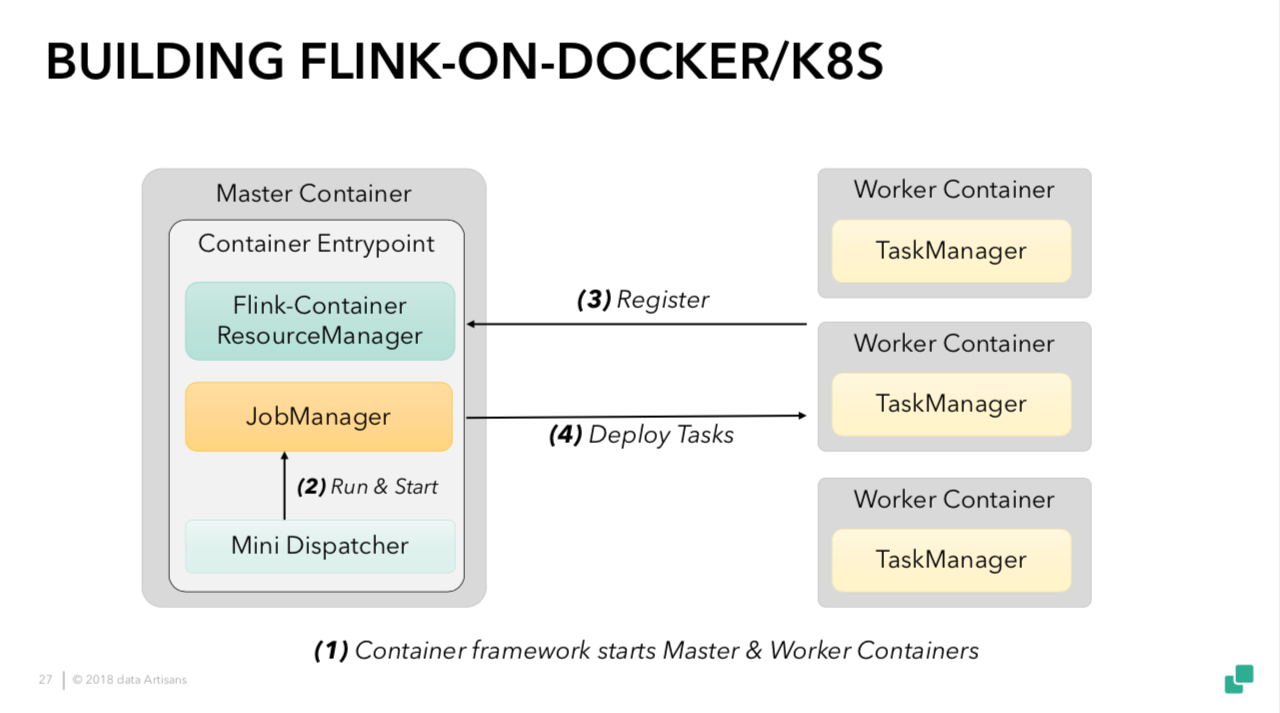 BUILDING FLINK-ON-DOCKER/K8S
Master Container
Container Entrypoint
Flink-Container
ResourceManager
JobManager
(2) Run & Start
Mini Dispatcher
(3) Register
(4) Deploy Tasks
Worker Container
TaskManager
Worker Container
TaskManager
Worker Container
TaskManager
(1) Container framework starts Master & Worker Containers
27 | © 2018 data Artisans